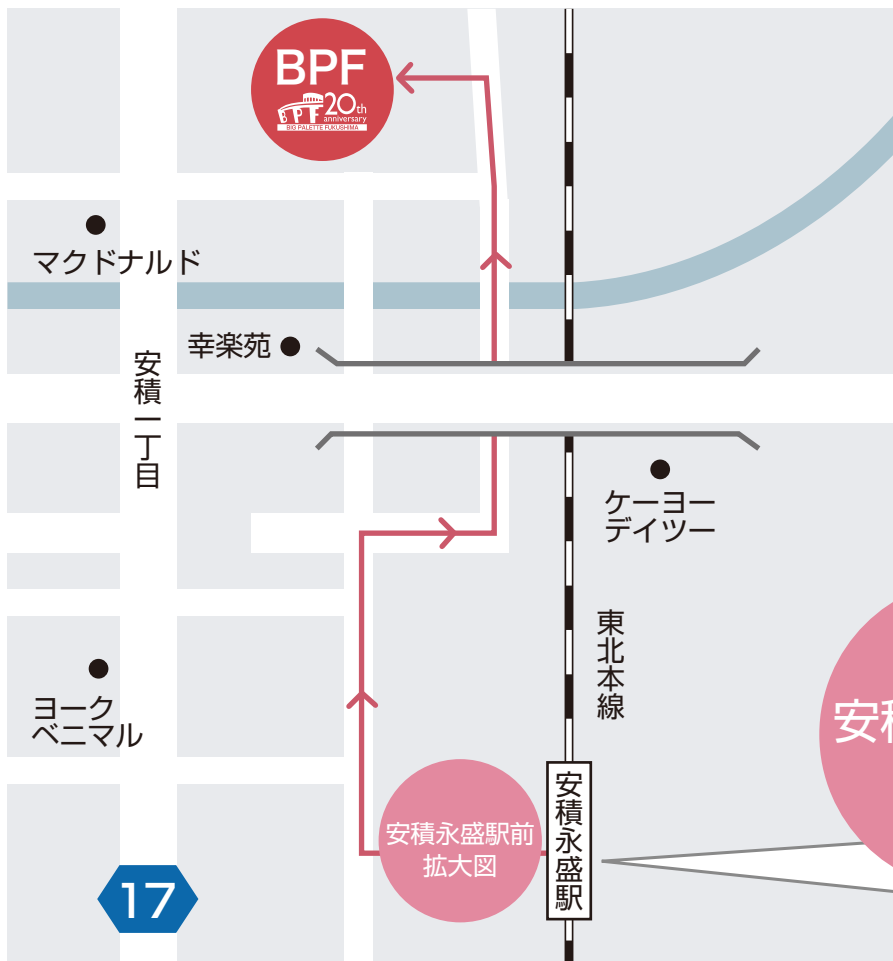 BPF
BPF 20th
anniversary
BIG PALETTE FUKUSHIMA
マクドナルド
幸楽苑
安積一丁目
ケーヨー
デイツー
東北本線
ヨーク
ベニマル
安積永盛駅前
拡大図
安積永盛駅
安積
17